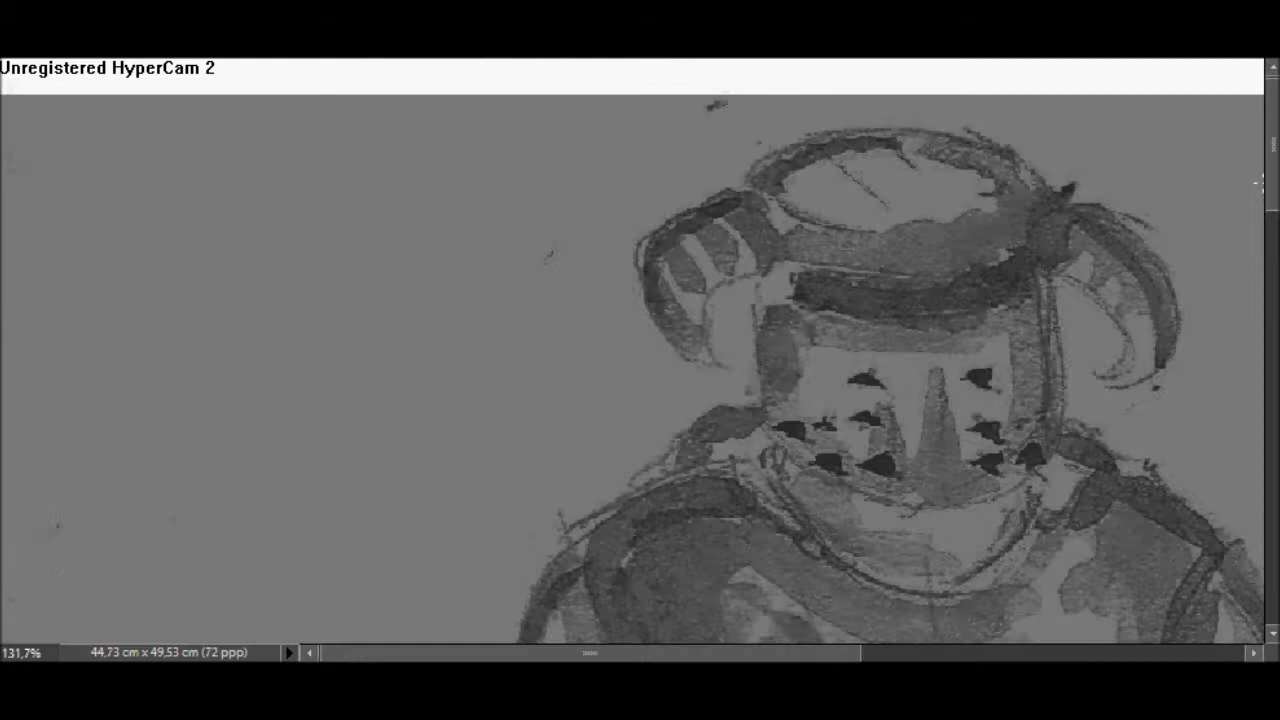 Unregistered HyperCam 2
131,7%
44,73 cm x 49,53 cm (72 ppp)